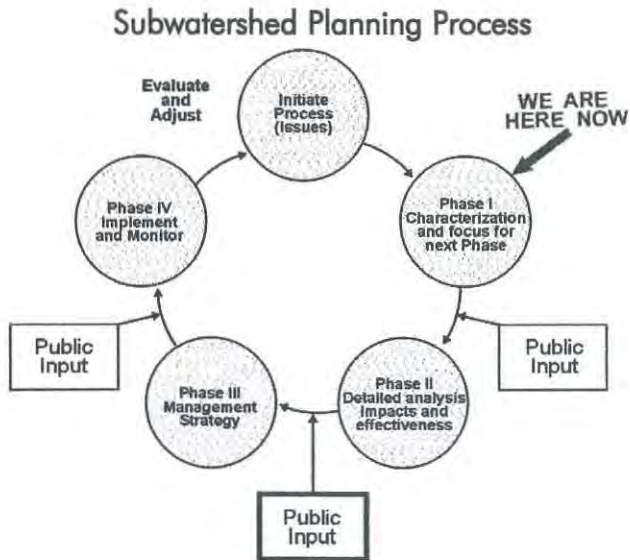 Subwatershed Planning Process
Evaluate
and
Adjust
Initiate
Process
(Issues)
WE ARE
HERE NOW
Phase IV
Implement
and Monitor
Phase I
Characterization
and focus for
next Phase
Public
Input
Public
Input
Phase III
Management
Strategy
Phase II
Detailed analysis
impacts and
effectiveness
Public
Input